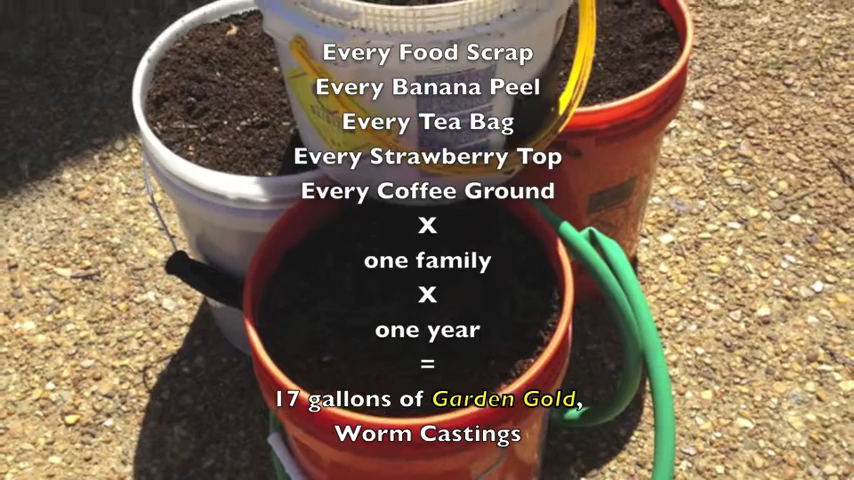 Every Food Scrap
Every Banana Peel
Every Tea Bag
Every Strawberry Top
Every Coffee Ground
X
one family
X
one year
=
17 gallons of Garden Gold,
Worm Castings